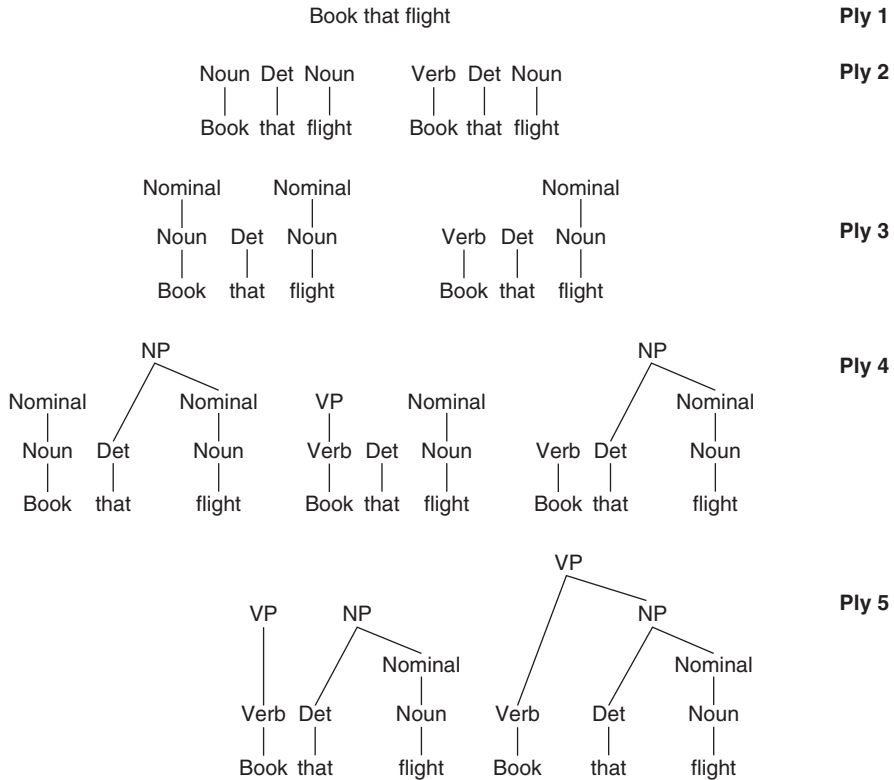 Book that flight Ply 1
Noun Det Noun Verb Det Noun Ply 2
Book that flight Book that flight
Nominal Nominal Nominal
Noun Det Noun Verb Det Noun Ply 3
Book that flight Book that flight
NP NP Ply 4
Nominal Nominal VP Nominal Nominal
Noun Det Noun Verb Det Noun Verb Det Noun
Book that flight Book that flight Book that flight
VP
Ply 5
VP NP NP
Nominal Nominal
Verb Det Noun Verb Det Noun
Book that flight Book that flight